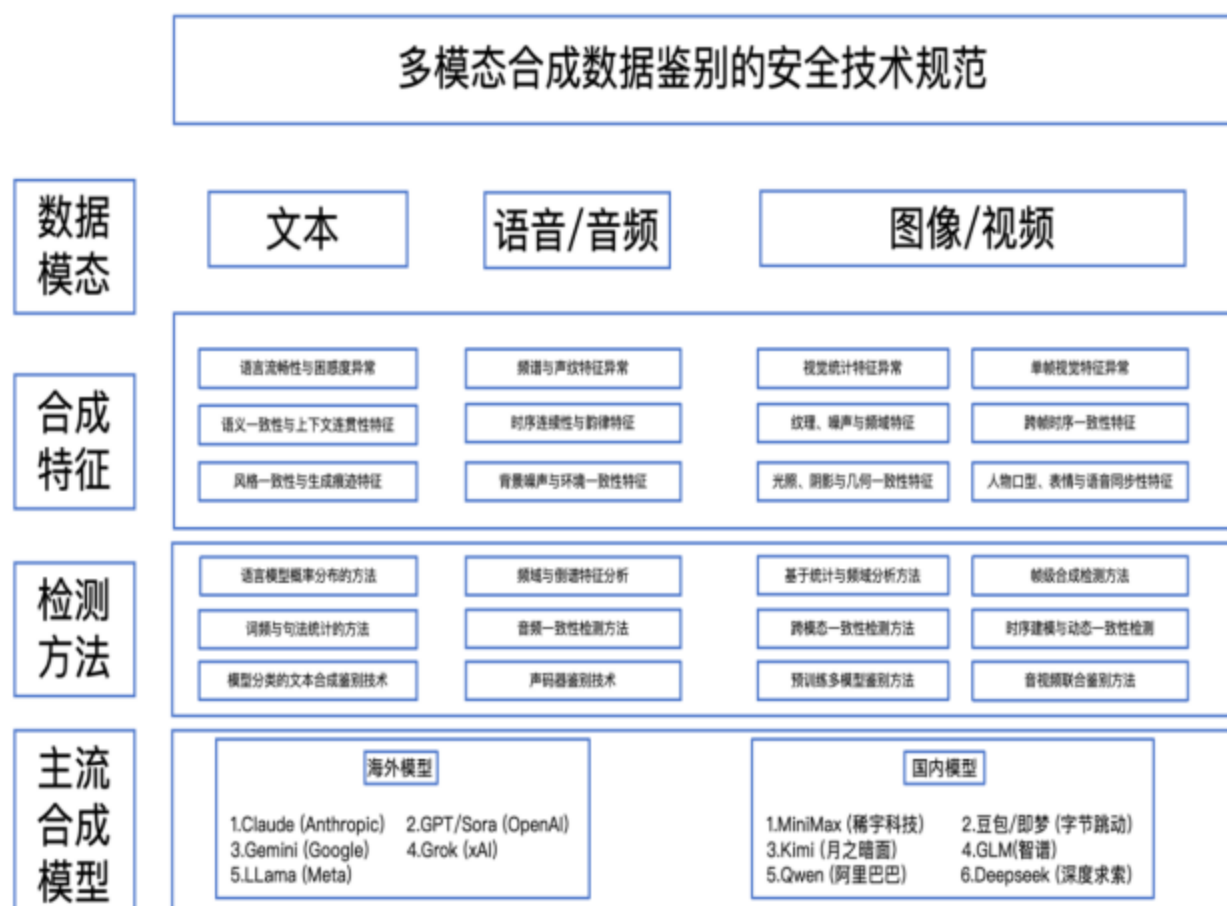 多模态合成数据鉴别的安全技术规范
数据
模态
文本
语音/音频
图像/视频
合成
特征
语言流畅性与困惑度异常
频谱与声纹特征异常
视觉统计特征异常
单帧视觉特征异常
语义一致性与上下文连贯性特征
时序连续性与韵律特征
纹理、噪声与频域特征
跨帧时序一致性特征
风格一致性与生成痕迹特征
背景噪声与环境一致性特征
光照、阴影与几何一致性特征
人物口型、表情与语音同步性特征
检测
方法
语言模型概率分布的方法
频域与倒谱特征分析
基于统计与频域分析方法
帧级合成检测方法
词频与句法统计的方法
音频一致性检测方法
跨模态一致性检测方法
时序建模与动态一致性检测
模型分类的文本合成鉴别技术
声码器鉴别技术
预训练多模型鉴别方法
音视频联合鉴别方法
主流
合成
模型
海外模型
1.Claude (Anthropic) 2.GPT/Sora (OpenAI)
3.Gemini (Google) 4.Grok (xAI)
5.LLama (Meta)
国内模型
1.MiniMax (稀宇科技) 2.豆包/即梦 (字节跳动)
3.Kimi (月之暗面) 4.GLM(智谱)
5.Qwen (阿里巴巴) 6.Deepseek (深度求索)